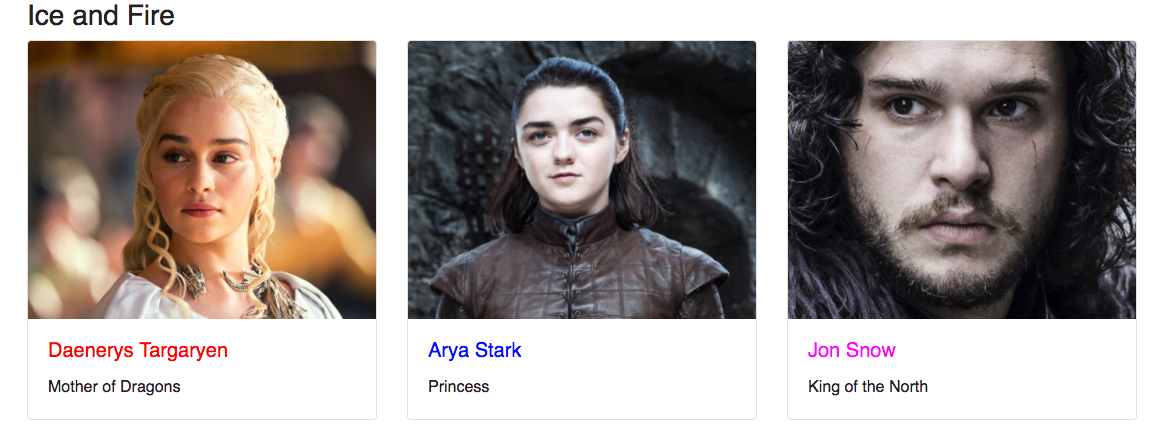 Ice and Fire
Daenerys Targaryen
Mother of Dragons
Arya Stark
Princess
Jon Snow
King of the North